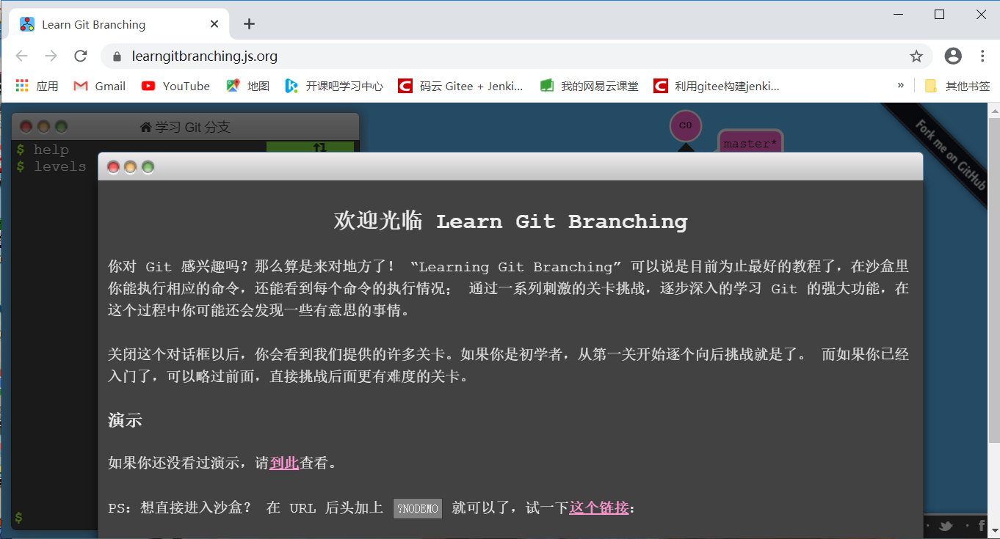 Learn Git Branching
learngitbranching.js.org
应用 Gmail YouTube 地图 开课吧学习中心 码云 Gitee + Jenki... 我的网易云课堂 利用gitee构建jenki... » 其他书签
学习 Git 分支
C0
master*
Fork me on GitHub
$ help
$ levels
欢迎光临 Learn Git Branching
你对 Git 感兴趣吗？那么算是来对地方了！ “Learning Git Branching” 可以说是目前为止最好的教程了，在沙盒里
你能执行相应的命令，还能看到每个命令的执行情况； 通过一系列刺激的关卡挑战，逐步深入的学习 Git 的强大功能，在
这个过程中你可能还会发现一些有意思的事情。
关闭这个对话框以后，你会看到我们提供的许多关卡。如果你是初学者，从第一关开始逐个向后挑战就是了。 而如果你已经
入门了，可以略过前面，直接挑战后面更有难度的关卡。
演示
如果你还没看过演示，请到此查看。
PS：想直接进入沙盒？ 在 URL 后头加上 ?NODEMO 就可以了，试一下这个链接：
$